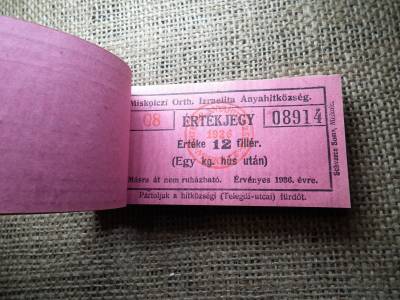 Miskolczi Orth. Izraelita Anyahitközség.
08 ÉRTÉKJEGY 08914
1936
Értéke 12 fillér.
(Egy kg. hús után)
Másra át nem ruházható. Érvényes 1936. évre.
Pártoljuk a hitközségi (Telegdi-utcai) fürdőt.